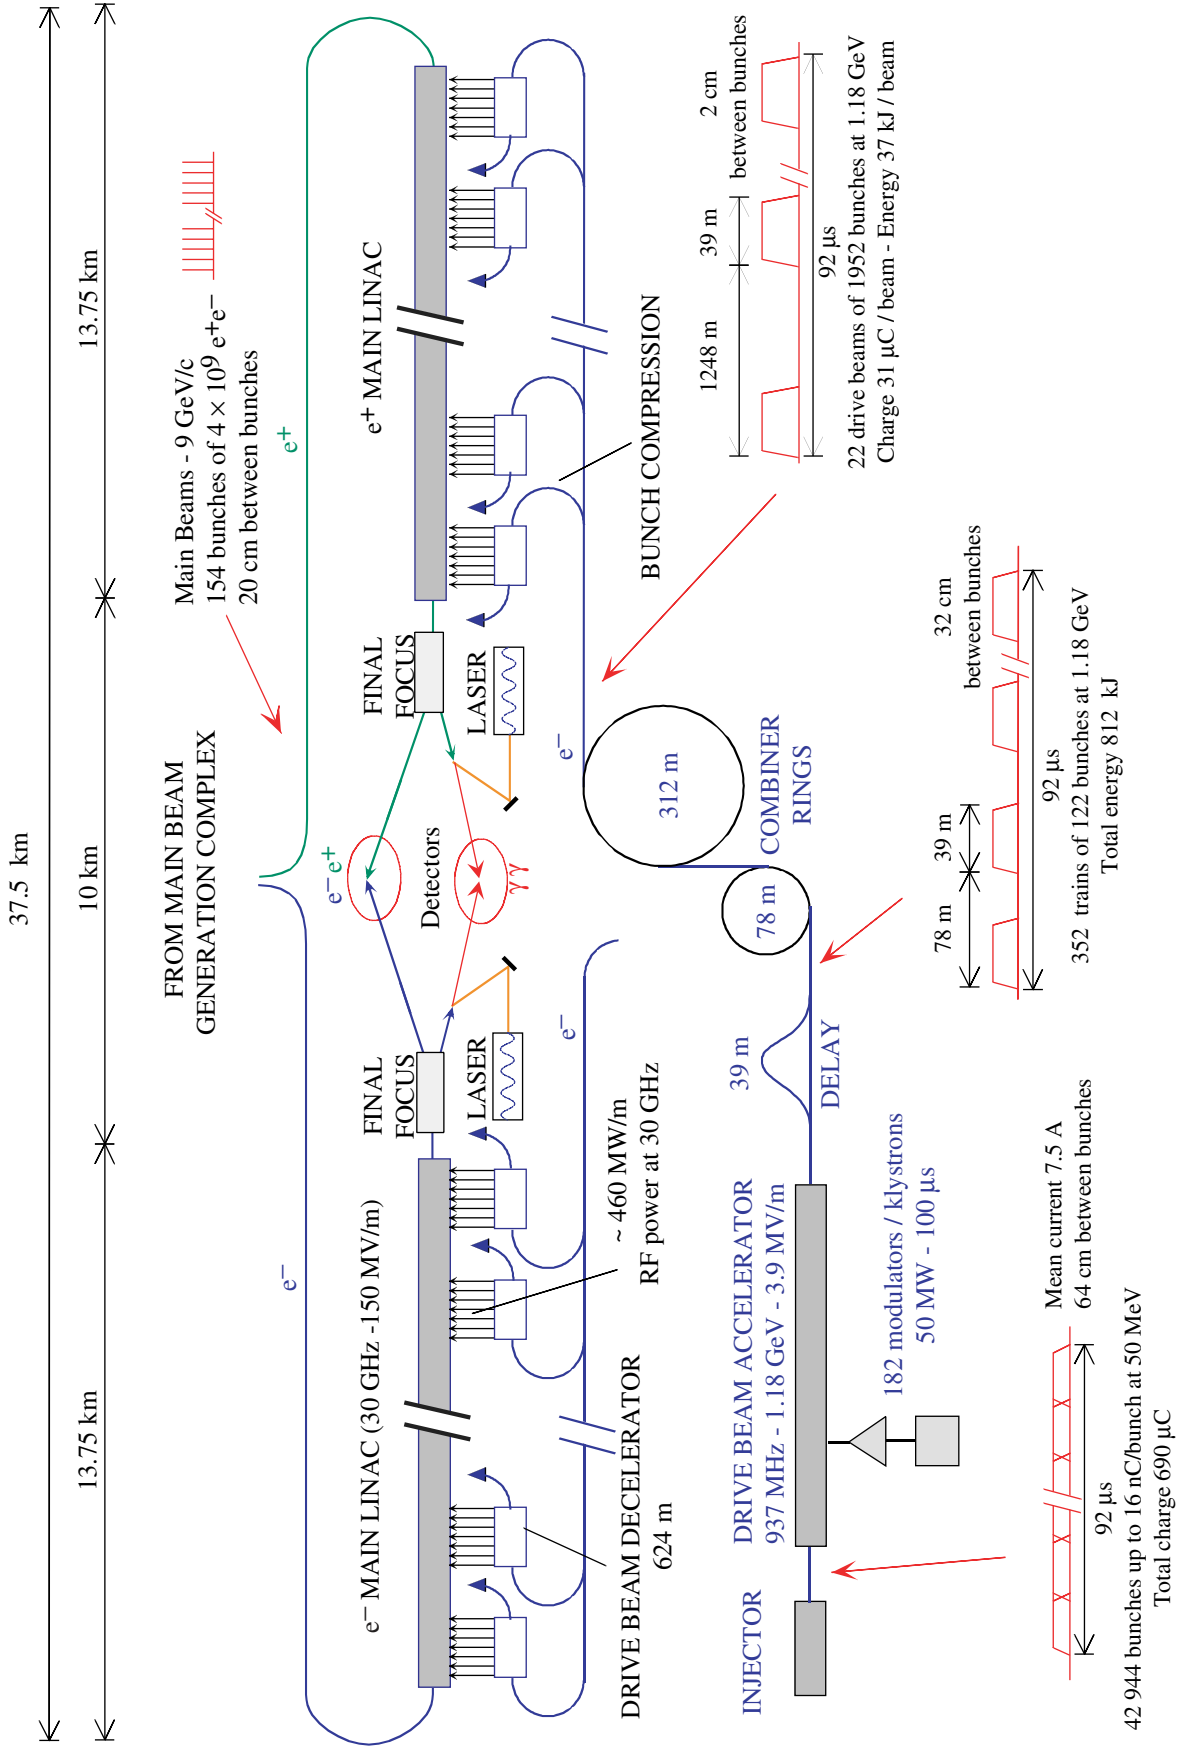 37.5 km
13.75 km
10 km
13.75 km
FROM MAIN BEAM
GENERATION COMPLEX
Main Beams - 9 GeV/c
154 bunches of 4 × 10⁹ e⁺e⁻
20 cm between bunches
e⁻
e⁺
e⁻ MAIN LINAC (30 GHz -150 MV/m)
FINAL
FOCUS
e⁻ e⁺
FINAL
FOCUS
e⁺ MAIN LINAC
Detectors
LASER
γγ
LASER
e⁻
e⁻
DRIVE BEAM DECELERATOR
624 m
~ 460 MW/m
RF power at 30 GHz
BUNCH COMPRESSION
312 m
COMBINER
RINGS
78 m
39 m
DELAY
INJECTOR
DRIVE BEAM ACCELERATOR
937 MHz - 1.18 GeV - 3.9 MV/m
182 modulators / klystrons
50 MW - 100 µs
1248 m
39 m
2 cm
between bunches
92 µs
22 drive beams of 1952 bunches at 1.18 GeV
Charge 31 µC / beam - Energy 37 kJ / beam
78 m
39 m
32 cm
between bunches
92 µs
352 trains of 122 bunches at 1.18 GeV
Total energy 812 kJ
Mean current 7.5 A
64 cm between bunches
92 µs
42 944 bunches up to 16 nC/bunch at 50 MeV
Total charge 690 µC